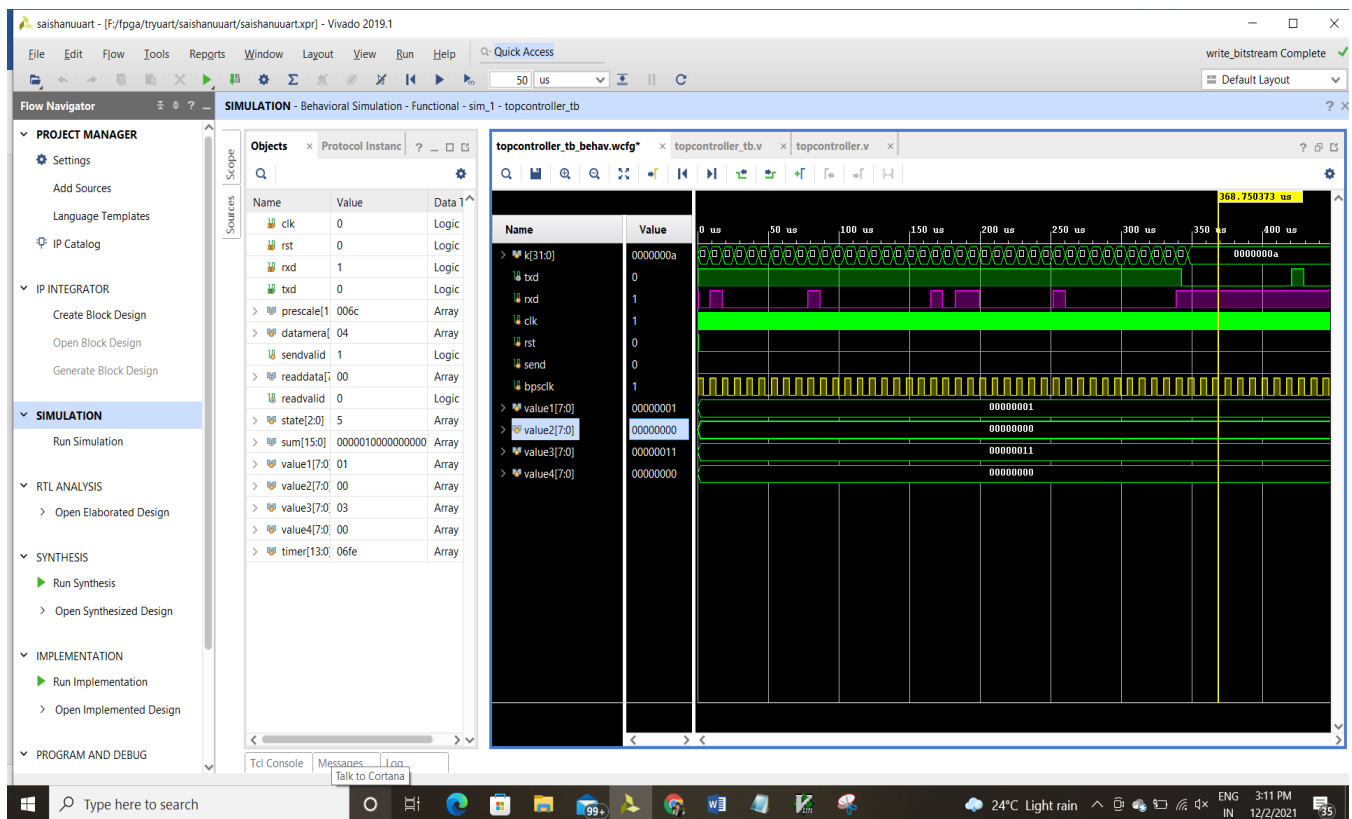 saishanuuart - [F:/fpga/tryuart/saishanuuart/saishanuuart.xpr] - Vivado 2019.1
File Edit Flow Tools Reports Window Layout View Run Help Quick Access write_bitstream Complete
50 us Default Layout
Flow Navigator
SIMULATION - Behavioral Simulation - Functional - sim_1 - topcontroller_tb
PROJECT MANAGER
Settings
Add Sources
Language Templates
IP Catalog
IP INTEGRATOR
Create Block Design
Open Block Design
Generate Block Design
SIMULATION
Run Simulation
RTL ANALYSIS
Open Elaborated Design
SYNTHESIS
Run Synthesis
Open Synthesized Design
IMPLEMENTATION
Run Implementation
Open Implemented Design
PROGRAM AND DEBUG
Scope
Sources
Objects Protocol Instanc
Name Value Data T
clk 0 Logic
rst 0 Logic
rxd 1 Logic
txd 0 Logic
prescale[1 006c Array
datamera[ 04 Array
sendvalid 1 Logic
readdata[7 00 Array
readvalid 0 Logic
state[2:0] 5 Array
sum[15:0] 0000010000000000 Array
value1[7:0] 01 Array
value2[7:0] 00 Array
value3[7:0] 03 Array
value4[7:0] 00 Array
timer[13:0] 06fe Array
topcontroller_tb_behav.wcfg* topcontroller_tb.v topcontroller.v
368.750373 us
Name Value
0 us 50 us 100 us 150 us 200 us 250 us 300 us 350 us 400 us
k[31:0] 0000000a 0000000a
txd 0
rxd 1
clk 1
rst 0
send 0
bpsclk 1
value1[7:0] 00000001 00000001
value2[7:0] 00000000 00000000
value3[7:0] 00000011 00000011
value4[7:0] 00000000 00000000
Tcl Console Messages Log
Talk to Cortana
Type here to search
99+
24°C Light rain
ENG
IN
3:11 PM
12/2/2021
35